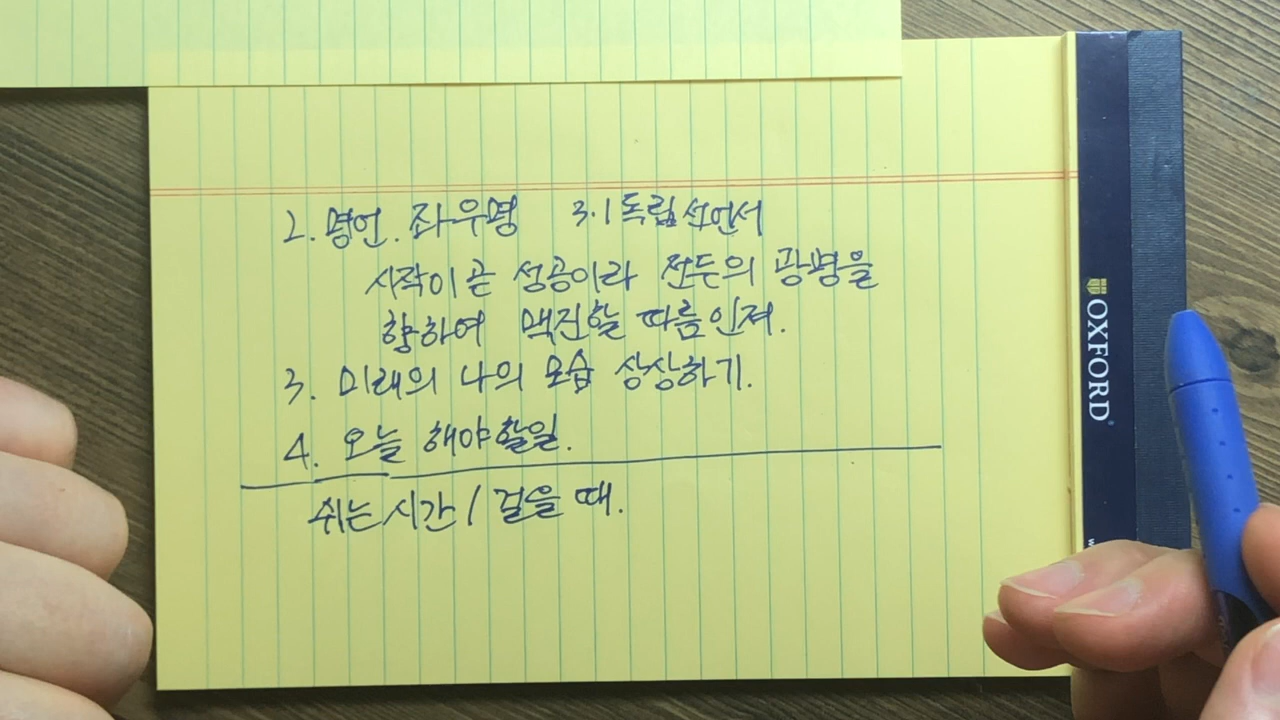 2. 명언. 좌우명 3.1 독립선언서
시작이 곧 성공이라 전두의 광명을
향하여 맥진할 따름인저.
3. 미래의 나의 모습 상상하기.
4. 오늘 해야할일.
쉬는 시간 / 걸을 때.
OXFORD